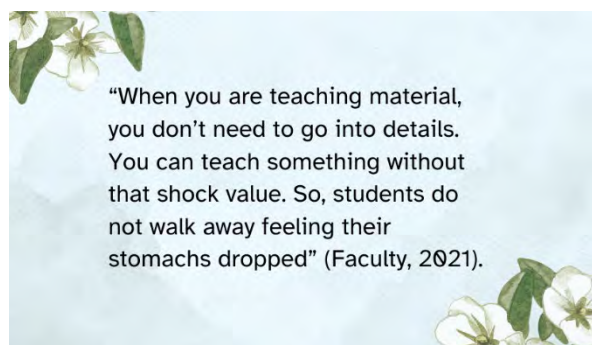 “When you are teaching material,
you don’t need to go into details.
You can teach something without
that shock value. So, students do
not walk away feeling their
stomachs dropped” (Faculty, 2021).